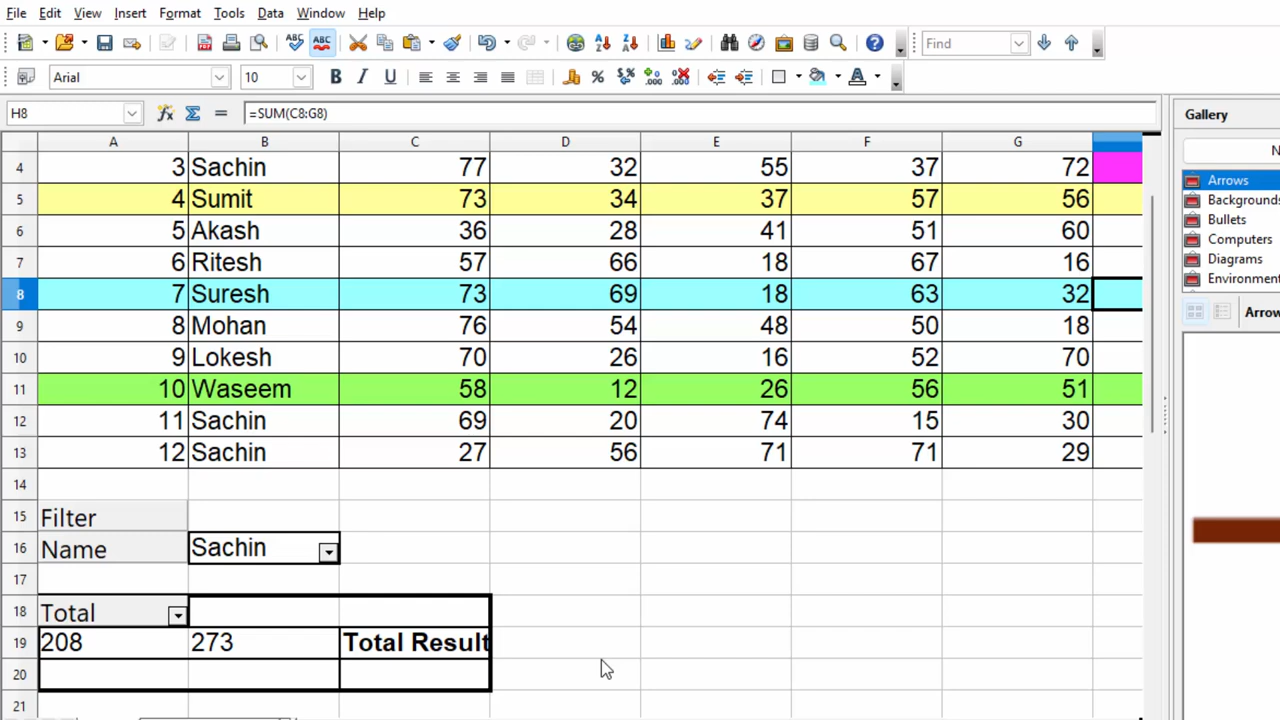 File Edit View Insert Format Tools Data Window Help
ABC ABC Find
Arial 10 B I U % .000 .000 A
H8 fx Σ = =SUM(C8:G8)
Gallery
A B C D E F G
4 3 Sachin 77 32 55 37 72
5 4 Sumit 73 34 37 57 56
6 5 Akash 36 28 41 51 60
7 6 Ritesh 57 66 18 67 16
8 7 Suresh 73 69 18 63 32
9 8 Mohan 76 54 48 50 18
10 9 Lokesh 70 26 16 52 70
11 10 Waseem 58 12 26 56 51
12 11 Sachin 69 20 74 15 30
13 12 Sachin 27 56 71 71 29
14
15 Filter
16 Name Sachin
17
18 Total
19 208 273 Total Result
20
21
N
Arrows
Backgrounds
Bullets
Computers
Diagrams
Environmen
Arrow